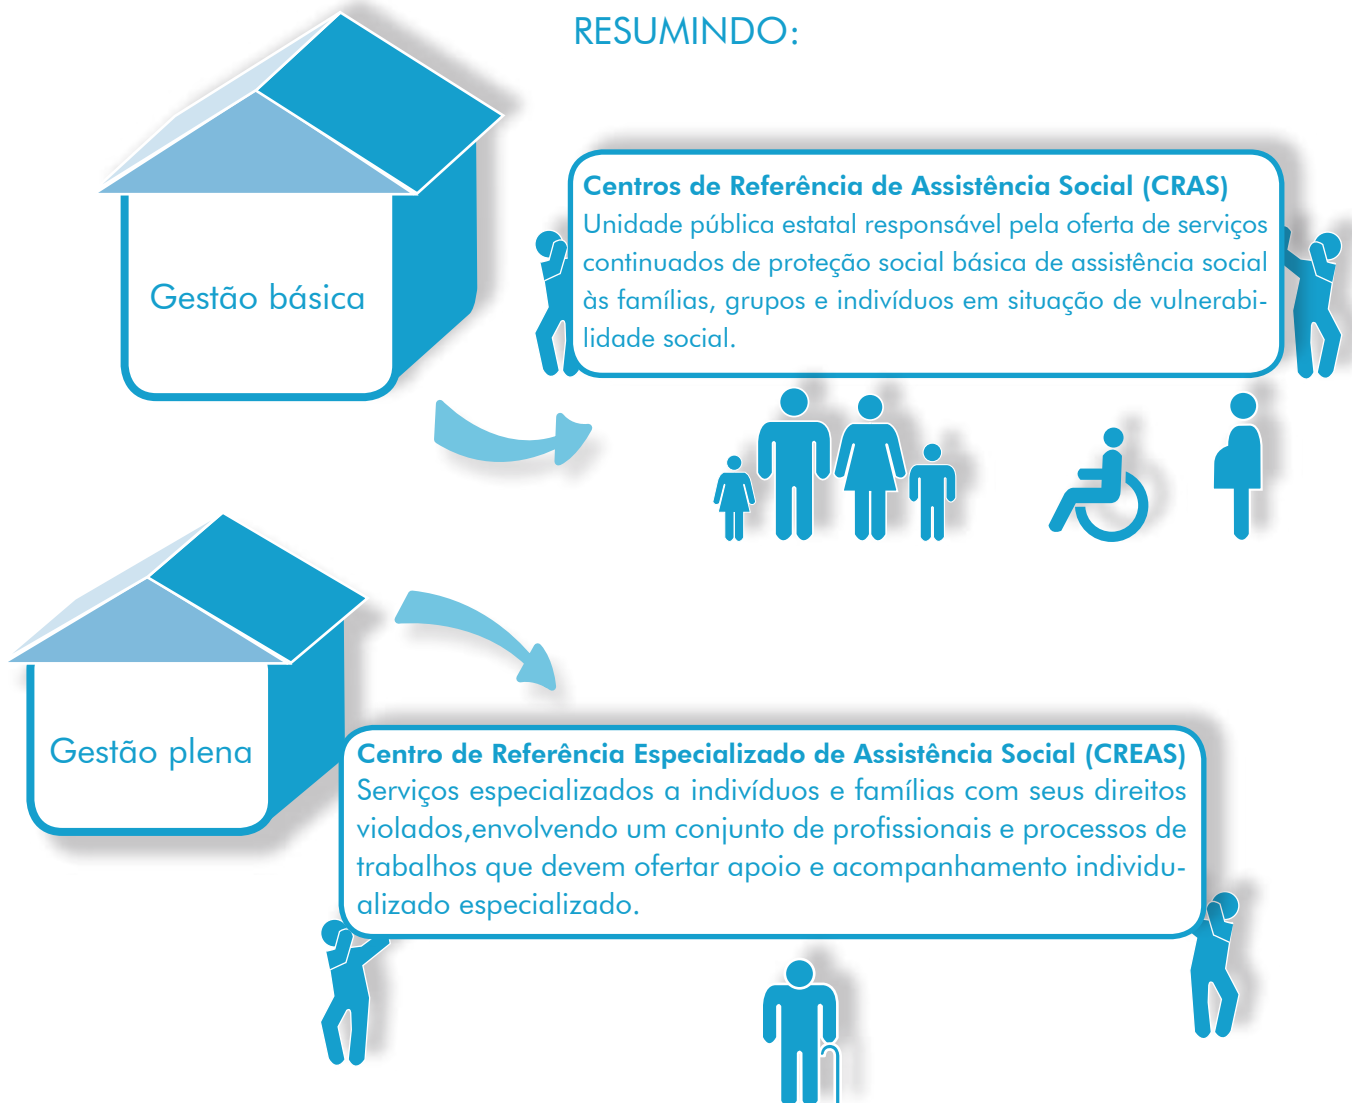 RESUMINDO:
Gestão básica
Centros de Referência de Assistência Social (CRAS)
Unidade pública estatal responsável pela oferta de serviços
continuados de proteção social básica de assistência social
às famílias, grupos e indivíduos em situação de vulnerabi-
lidade social.
Gestão plena
Centro de Referência Especializado de Assistência Social (CREAS)
Serviços especializados a indivíduos e famílias com seus direitos
violados,envolvendo um conjunto de profissionais e processos de
trabalhos que devem ofertar apoio e acompanhamento individu-
alizado especializado.